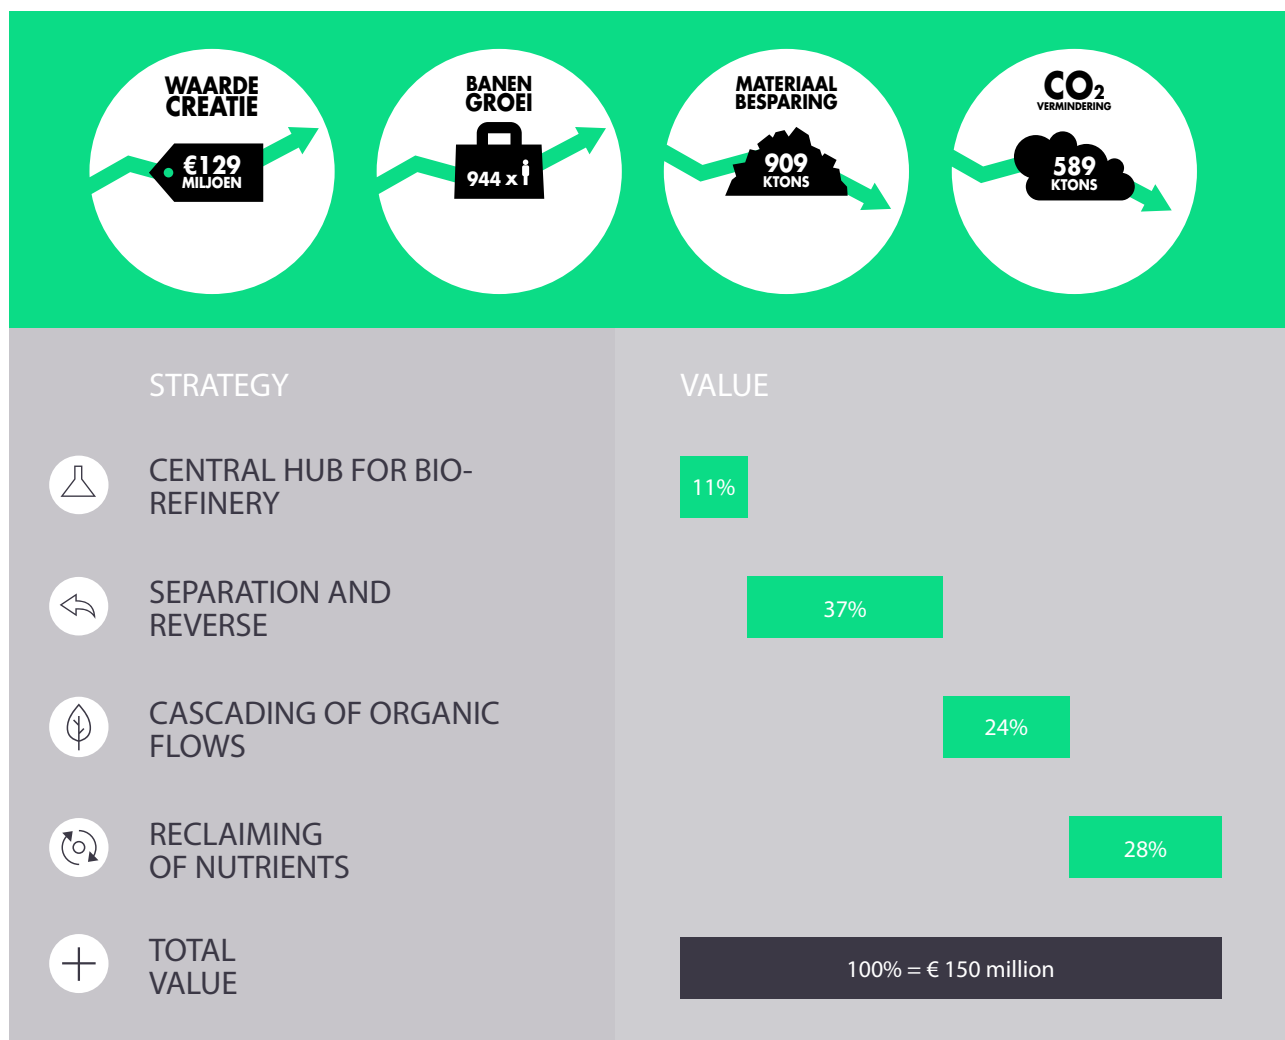 WAARDE
CREATIE
€129
MILJOEN
BANEN
GROEI
944 x
MATERIAAL
BESPARING
909
KTONS
CO₂
VERMINDERING
589
KTONS
STRATEGY
VALUE
CENTRAL HUB FOR BIO-
REFINERY
11%
SEPARATION AND
REVERSE
37%
CASCADING OF ORGANIC
FLOWS
24%
RECLAIMING
OF NUTRIENTS
28%
TOTAL
VALUE
100% = € 150 million